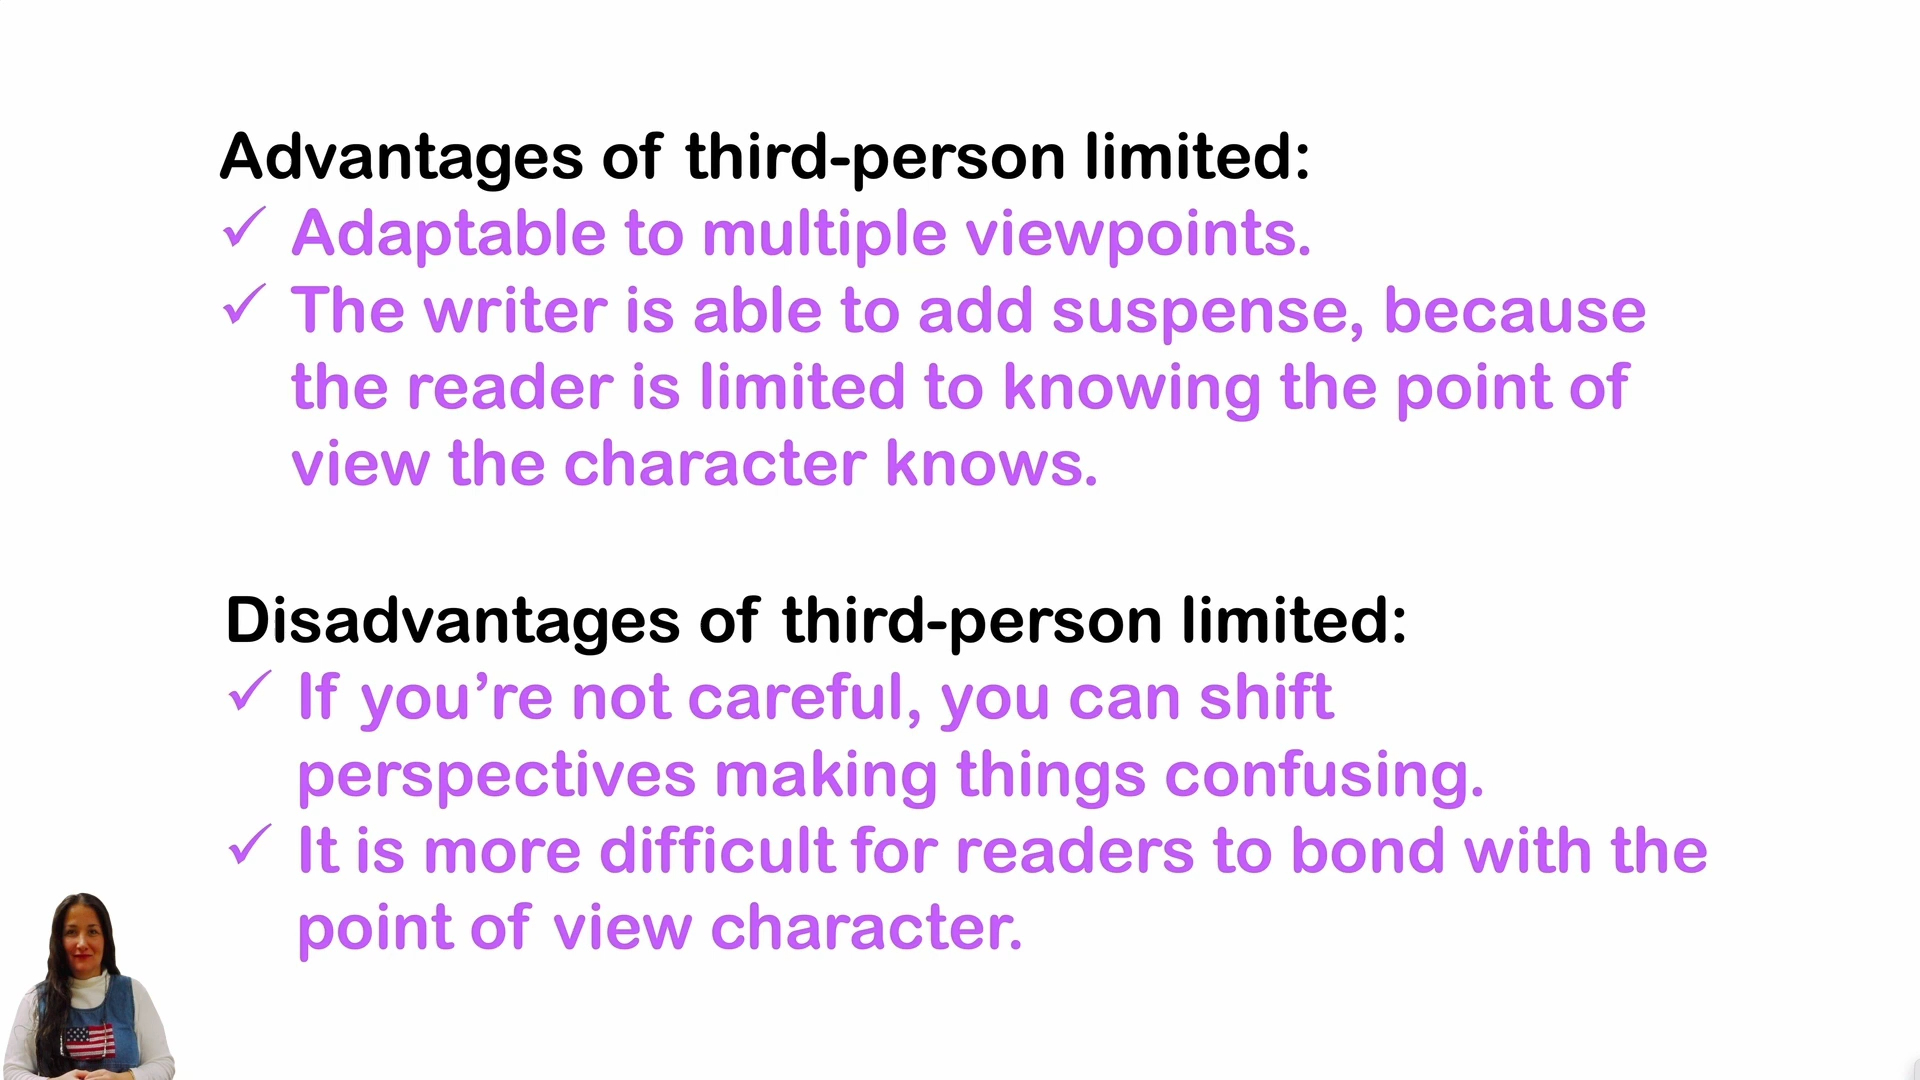 Advantages of third-person limited:
✓ Adaptable to multiple viewpoints.
✓ The writer is able to add suspense, because
the reader is limited to knowing the point of
view the character knows.
Disadvantages of third-person limited:
✓ If you’re not careful, you can shift
perspectives making things confusing.
✓ It is more difficult for readers to bond with the
point of view character.